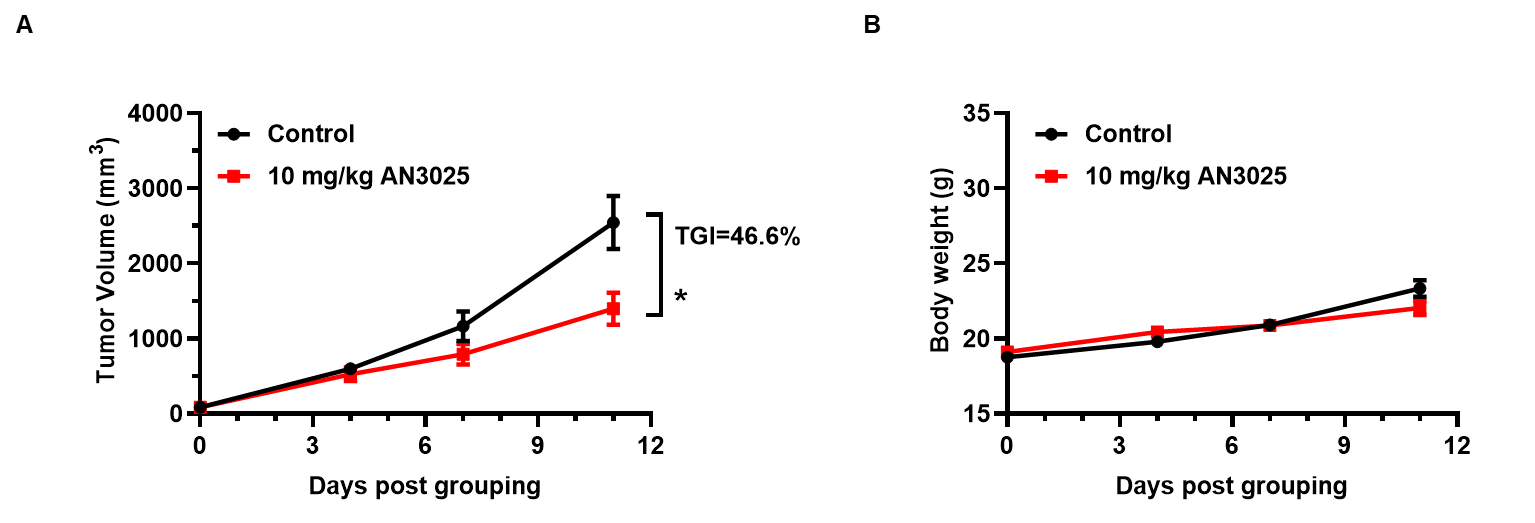 A
Tumor Volume (mm³)
4000
3000
2000
1000
0
0 3 6 9 12
Days post grouping
Control
10 mg/kg AN3025
TGI=46.6%
*
B
Body weight (g)
35
30
25
20
15
0 3 6 9 12
Days post grouping
Control
10 mg/kg AN3025